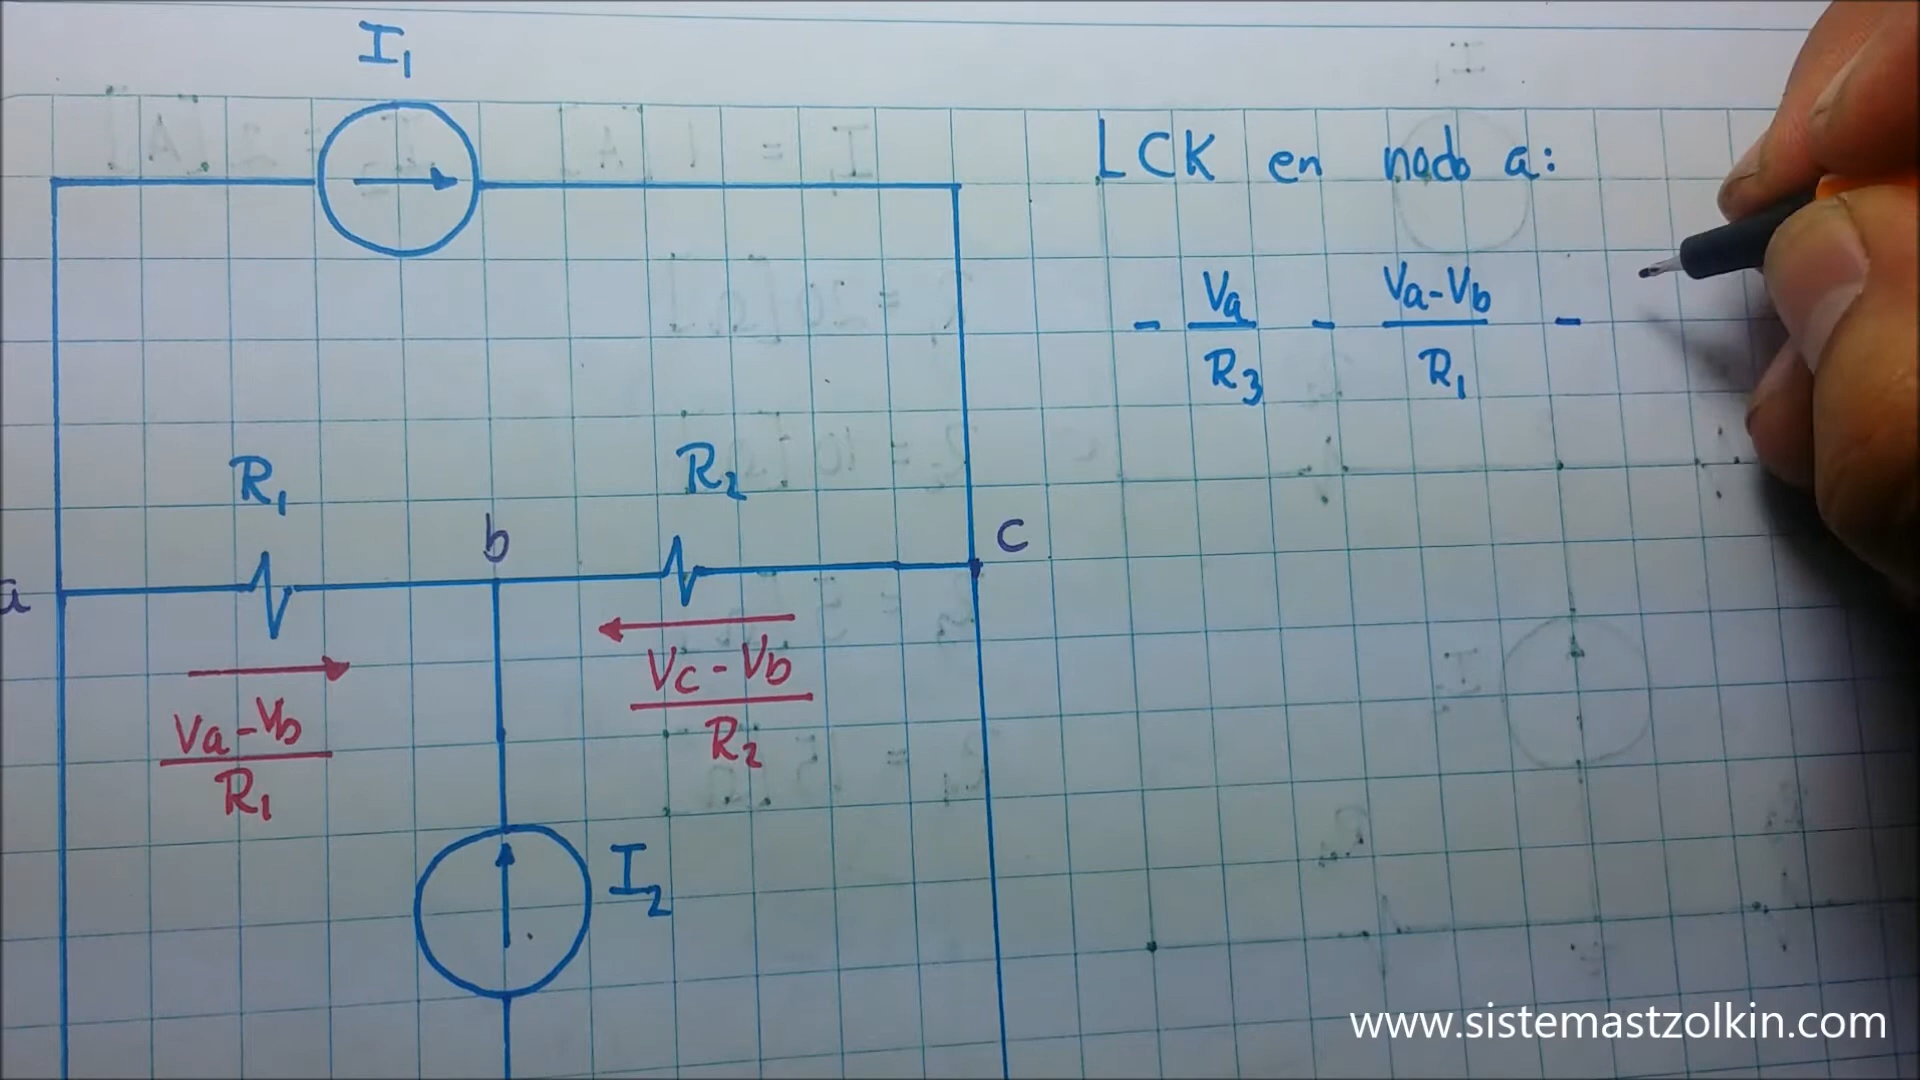 I₁
LCK en nodo a:
- Va/R₃ - Va-Vb/R₁ -
R₁
R₂
b
c
a
Va-Vb/R₁
Vc-Vb/R₂
I₂
www.sistemastzolkin.com